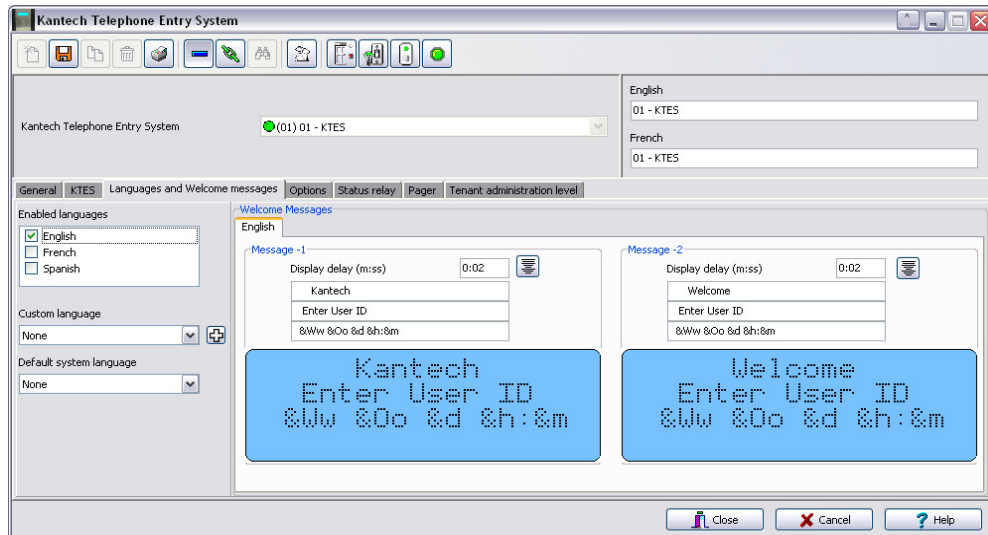 Kantech Telephone Entry System
Kantech Telephone Entry System
(01) 01 - KTES
English
01 - KTES
French
01 - KTES
General KTES Languages and Welcome messages Options Status relay Pager Tenant administration level
Enabled languages
English
French
Spanish
Custom language
None
Default system language
None
Welcome Messages
English
Message -1
Display delay (m:ss) 0:02
Kantech
Enter User ID
&Ww &Oo &d &h:&m
Kantech
Enter User ID
&Ww &Oo &d &h:&m
Message -2
Display delay (m:ss) 0:02
Welcome
Enter User ID
&Ww &Oo &d &h:&m
Welcome
Enter User ID
&Ww &Oo &d &h:&m
Close Cancel Help